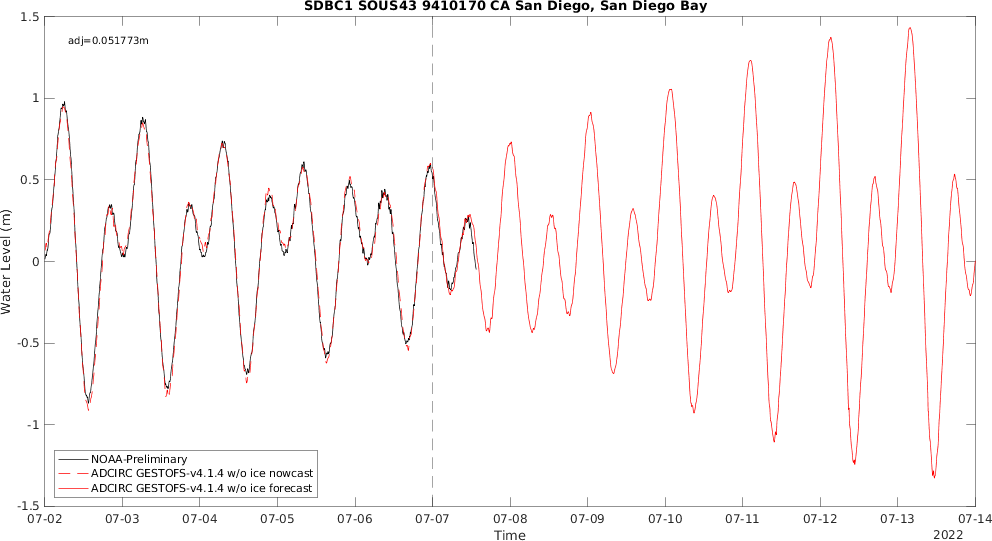 SDBC1 SOUS43 9410170 CA San Diego, San Diego Bay
1.5
adj=0.051773m
1
0.5
0
-0.5
-1
-1.5
Water Level (m)
NOAA-Preliminary
ADCIRC GESTOFS-v4.1.4 w/o ice nowcast
ADCIRC GESTOFS-v4.1.4 w/o ice forecast
07-02 07-03 07-04 07-05 07-06 07-07 07-08 07-09 07-10 07-11 07-12 07-13 07-14
Time
2022